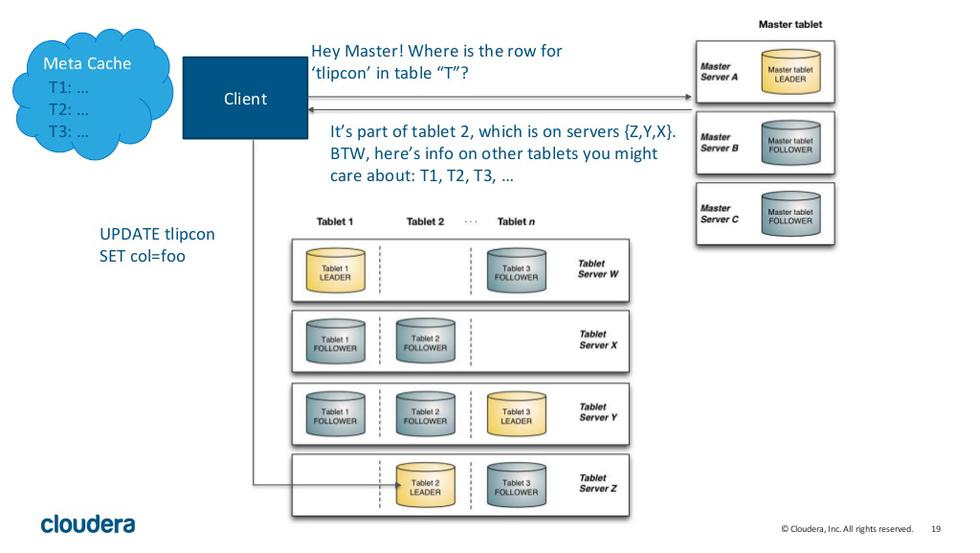 Meta Cache
T1: …
T2: …
T3: …
Client
Hey Master! Where is the row for
‘tlipcon’ in table “T”?
It’s part of tablet 2, which is on servers {Z,Y,X}.
BTW, here’s info on other tablets you might
care about: T1, T2, T3, …
Master tablet
Master
Server A
Master tablet
LEADER
Master
Server B
Master tablet
FOLLOWER
Master
Server C
Master tablet
FOLLOWER
UPDATE tlipcon
SET col=foo
Tablet 1 Tablet 2 ... Tablet n
Tablet 1
LEADER
Tablet 3
FOLLOWER
Tablet
Server W
Tablet 1
FOLLOWER
Tablet 2
FOLLOWER
Tablet
Server X
Tablet 1
FOLLOWER
Tablet 2
FOLLOWER
Tablet 3
LEADER
Tablet
Server Y
Tablet 2
LEADER
Tablet 3
FOLLOWER
Tablet
Server Z
cloudera
© Cloudera, Inc. All rights reserved. 19